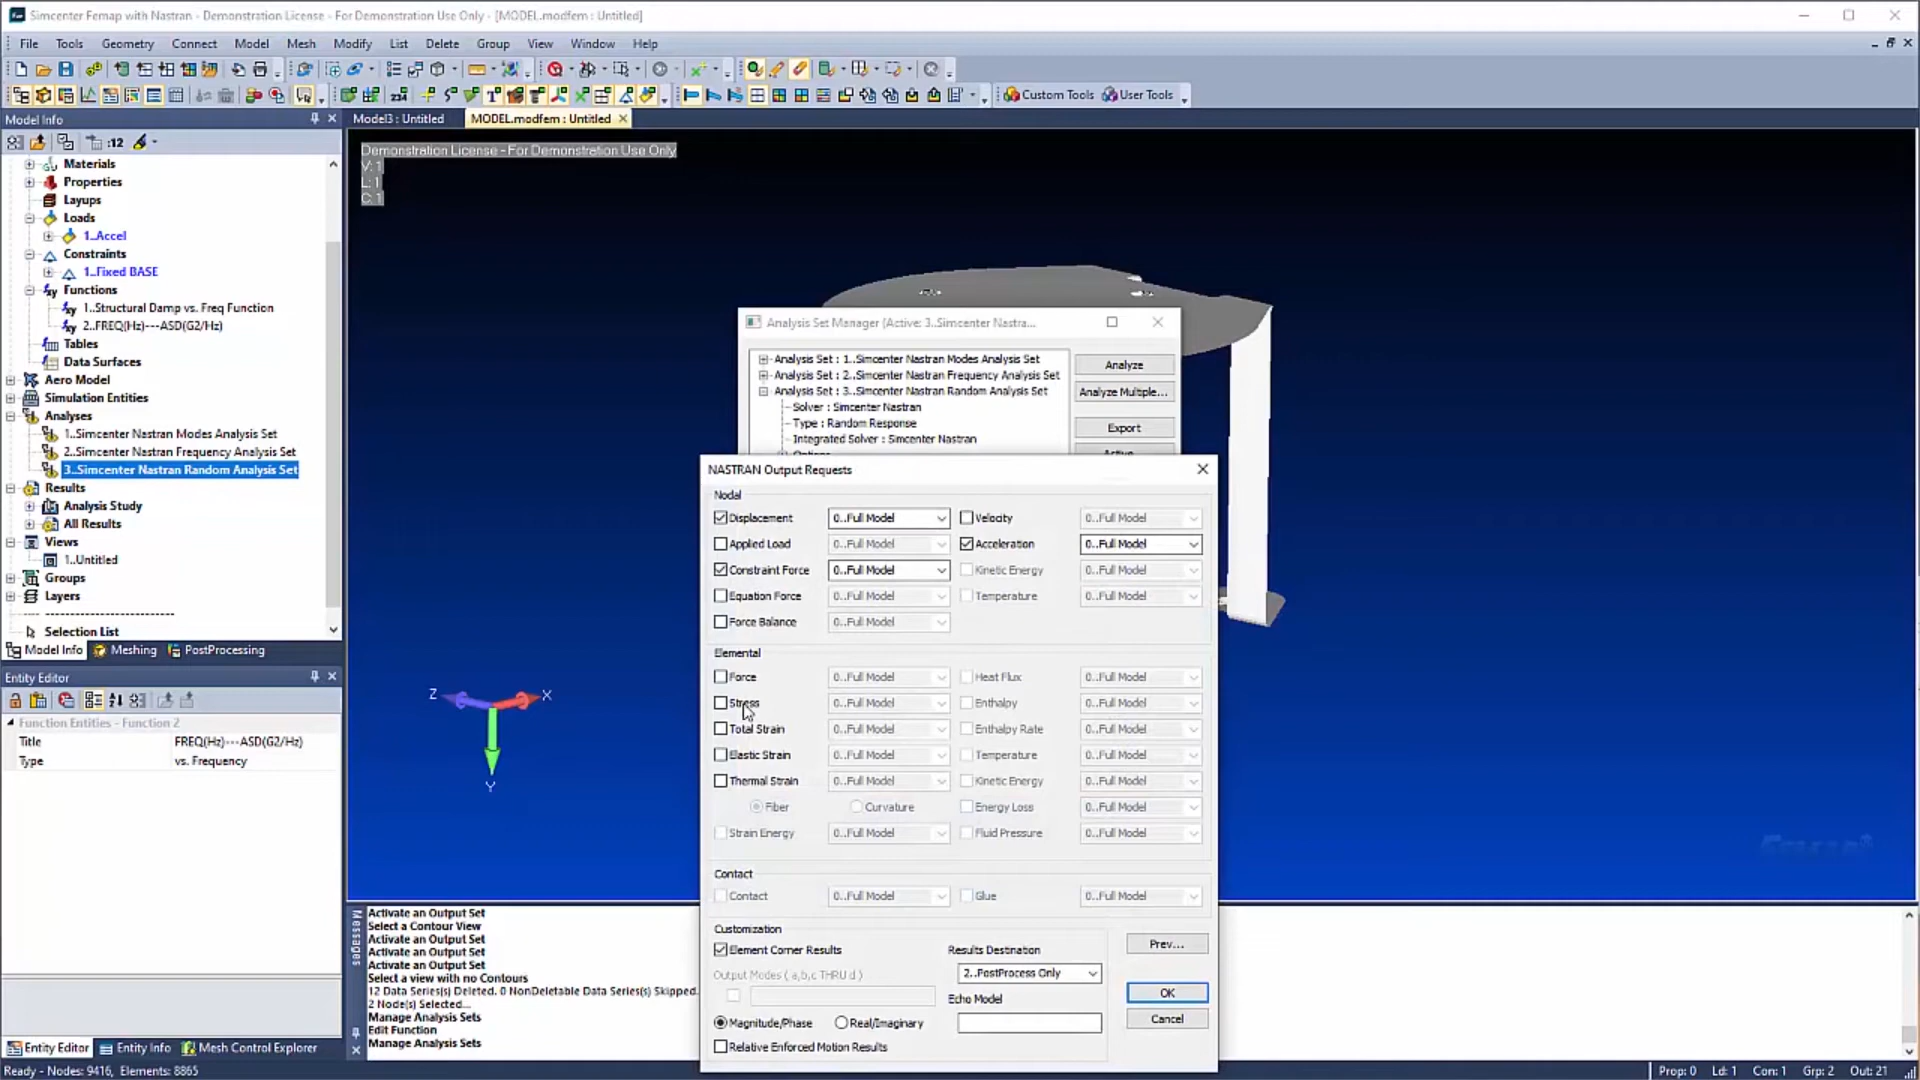 Simcenter Femap with Nastran - Demonstration License - For Demonstration Use Only - [MODEL.modfem : Untitled]
File Tools Geometry Connect Model Mesh Modify List Delete Group View Window Help
234 Custom Tools User Tools
Model Info
:12
Materials
Properties
Layups
Loads
1..Accel
Constraints
1..Fixed BASE
Functions
1..Structural Damp vs. Freq Function
2..FREQ(Hz)---ASD(G2/Hz)
Tables
Data Surfaces
Aero Model
Simulation Entities
Analyses
1..Simcenter Nastran Modes Analysis Set
2..Simcenter Nastran Frequency Analysis Set
3..Simcenter Nastran Random Analysis Set
Results
Analysis Study
All Results
Views
1..Untitled
Groups
Layers
Selection List
Model Info Meshing PostProcessing
Entity Editor
Function Entities - Function 2
Title FREQ(Hz)---ASD(G2/Hz)
Type vs. Frequency
Entity Editor Entity Info Mesh Control Explorer
Model3 : Untitled MODEL.modfem : Untitled
Demonstration License - For Demonstration Use Only
V: 1
L: 1
C: 1
Z X
Y
Analysis Set Manager (Active: 3..Simcenter Nastra...
Analysis Set : 1..Simcenter Nastran Modes Analysis Set
Analysis Set : 2..Simcenter Nastran Frequency Analysis Set
Analysis Set : 3..Simcenter Nastran Random Analysis Set
Solver : Simcenter Nastran
Type : Random Response
Integrated Solver : Simcenter Nastran
Options
Analyze
Analyze Multiple...
Export
Active
NASTRAN Output Requests
Nodal
Displacement 0..Full Model Velocity 0..Full Model
Applied Load 0..Full Model Acceleration 0..Full Model
Constraint Force 0..Full Model Kinetic Energy 0..Full Model
Equation Force 0..Full Model Temperature 0..Full Model
Force Balance 0..Full Model
Elemental
Force 0..Full Model Heat Flux 0..Full Model
Stress 0..Full Model Enthalpy 0..Full Model
Total Strain 0..Full Model Enthalpy Rate 0..Full Model
Elastic Strain 0..Full Model Temperature 0..Full Model
Thermal Strain 0..Full Model Kinetic Energy 0..Full Model
Fiber Curvature Energy Loss 0..Full Model
Strain Energy 0..Full Model Fluid Pressure 0..Full Model
Contact
Contact 0..Full Model Glue 0..Full Model
Customization
Element Corner Results Results Destination
Output Modes ( a,b,c THRU d ) 2..PostProcess Only
Echo Model
Magnitude/Phase Real/Imaginary
Relative Enforced Motion Results
Prev...
OK
Cancel
Messages
Activate an Output Set
Select a Contour View
Activate an Output Set
Activate an Output Set
Activate an Output Set
Select a view with no Contours
12 Data Series(s) Deleted. 0 NonDeletable Data Series(s) Skipped.
2 Node(s) Selected...
Manage Analysis Sets
Edit Function
Manage Analysis Sets
Ready - Nodes: 9416, Elements: 8865 Prop: 0 Ld: 1 Con: 1 Grp: 2 Out: 21